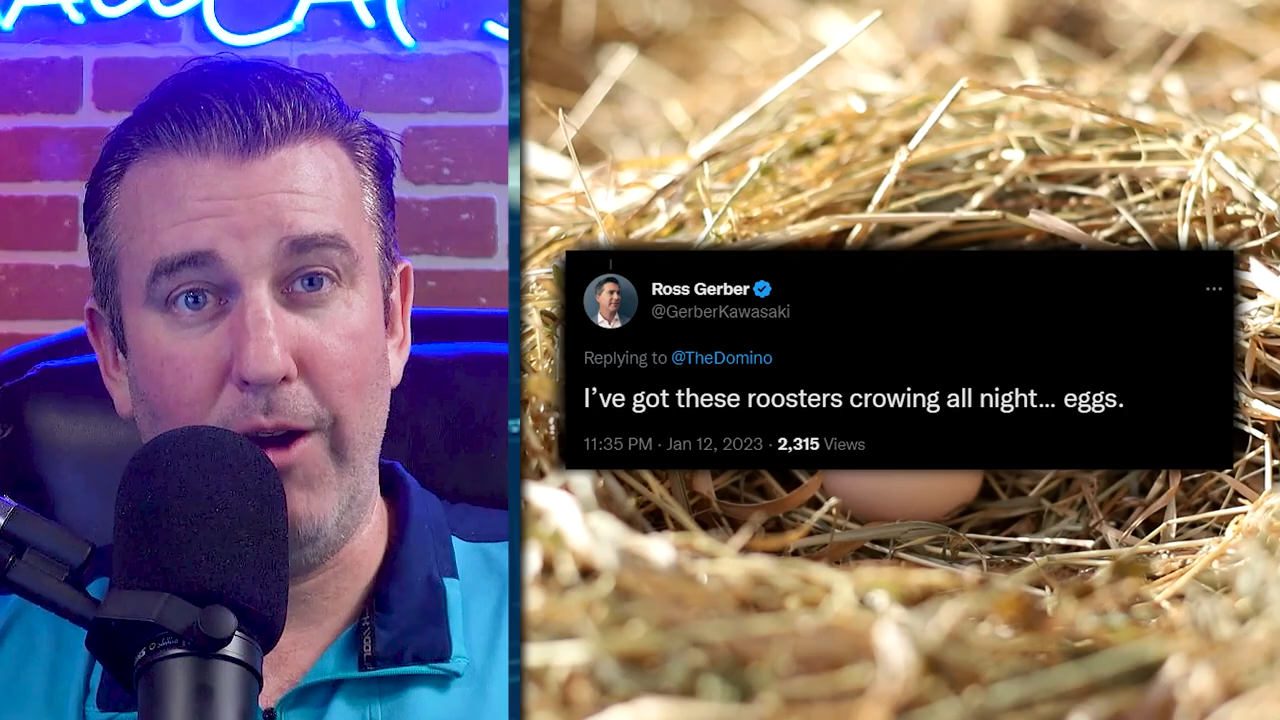 Ross Gerber
@GerberKawasaki
Replying to @TheDomino
I’ve got these roosters crowing all night... eggs.
11:35 PM · Jan 12, 2023 · 2,315 Views